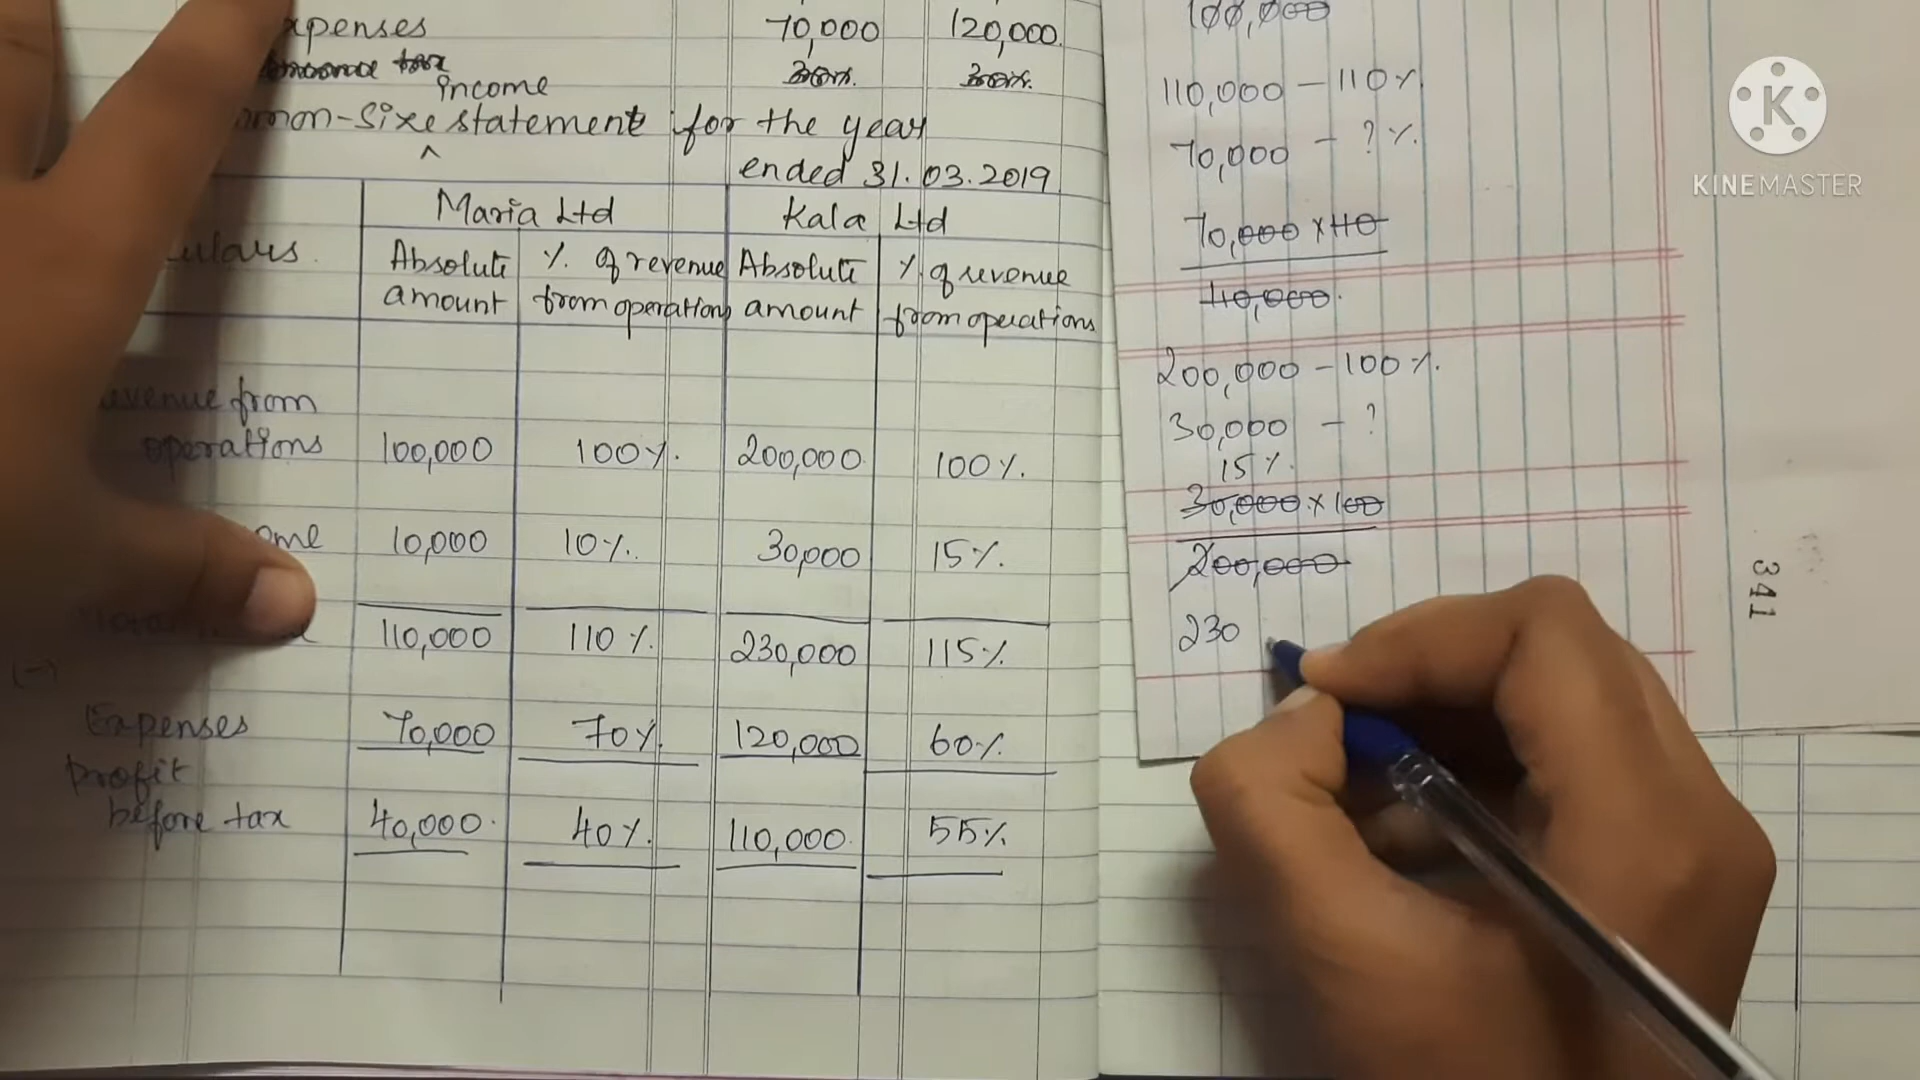 xpenses 70,000 120,000
income
mmon-size statement for the year
^
ended 31.03.2019
Maria Ltd Kala Ltd
culars. Absolute amount % of revenue from operations Absolute amount % of revenue from operations
evenue from
operations 100,000 100%. 200,000 100%.
ome 10,000 10%. 30,000 15%.
110,000 110%. 230,000 115%.
(-)
Expenses 70,000 70%. 120,000 60%.
Profit
before tax 40,000. 40%. 110,000. 55%.
100,000
110,000 - 110%.
70,000 - ?%.
70,000 x 110
110,000.
200,000 - 100%.
30,000 - ?
15%.
30,000 x 100
200,000
230
341
K
KINEMASTER